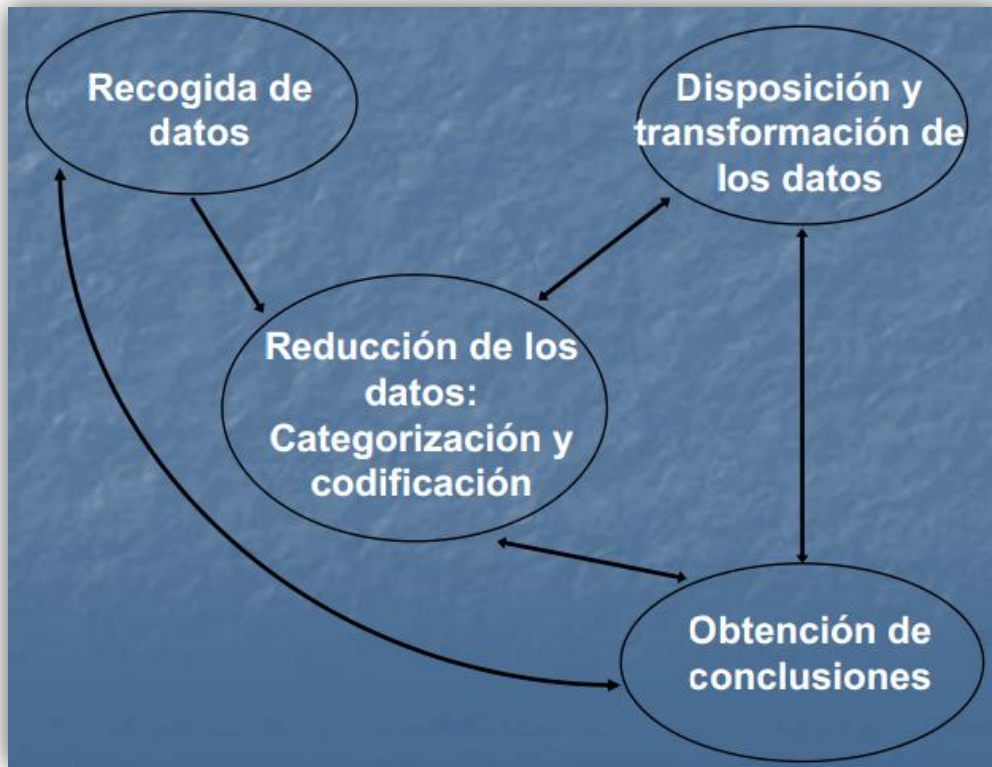 Recogida de
datos
Disposición y
transformación de
los datos
Reducción de los
datos:
Categorización y
codificación
Obtención de
conclusiones